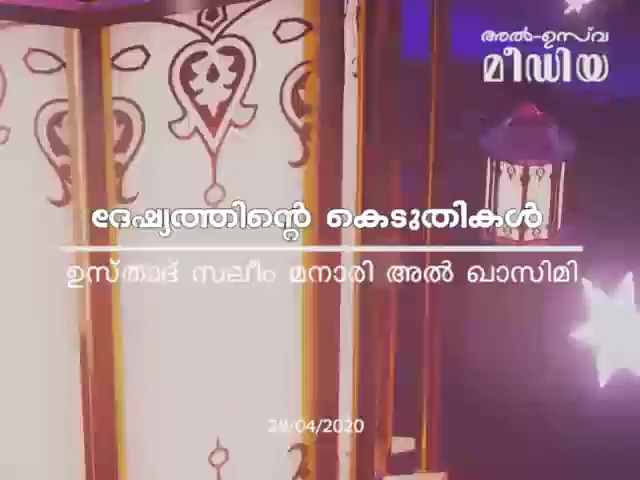 അൽ-ഉസ്‌വ
മീഡിയ
ദേഷ്യത്തിന്റെ കെടുതികൾ
ഉസ്താദ് സലീം മനാരി അൽ ഖാസിമി
29/04/2020